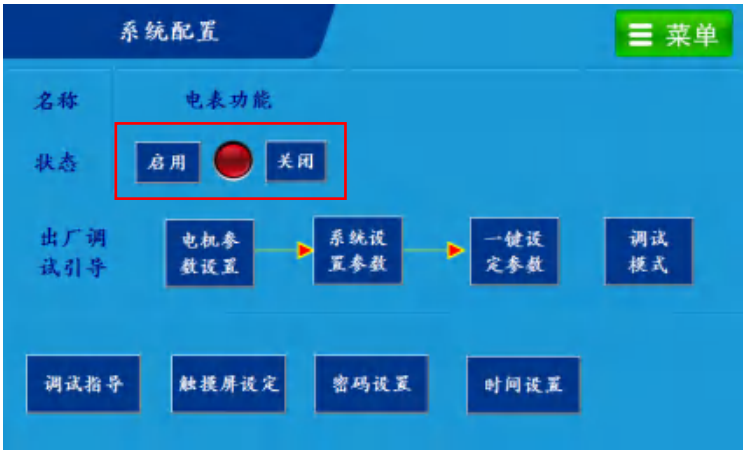 系统配置
菜单
名称 电表功能
状态 启用 关闭
出厂调
试引导
电机参
数设置
系统设
置参数
一键设
定参数
调试
模式
调试指导 触摸屏设定 密码设置 时间设置